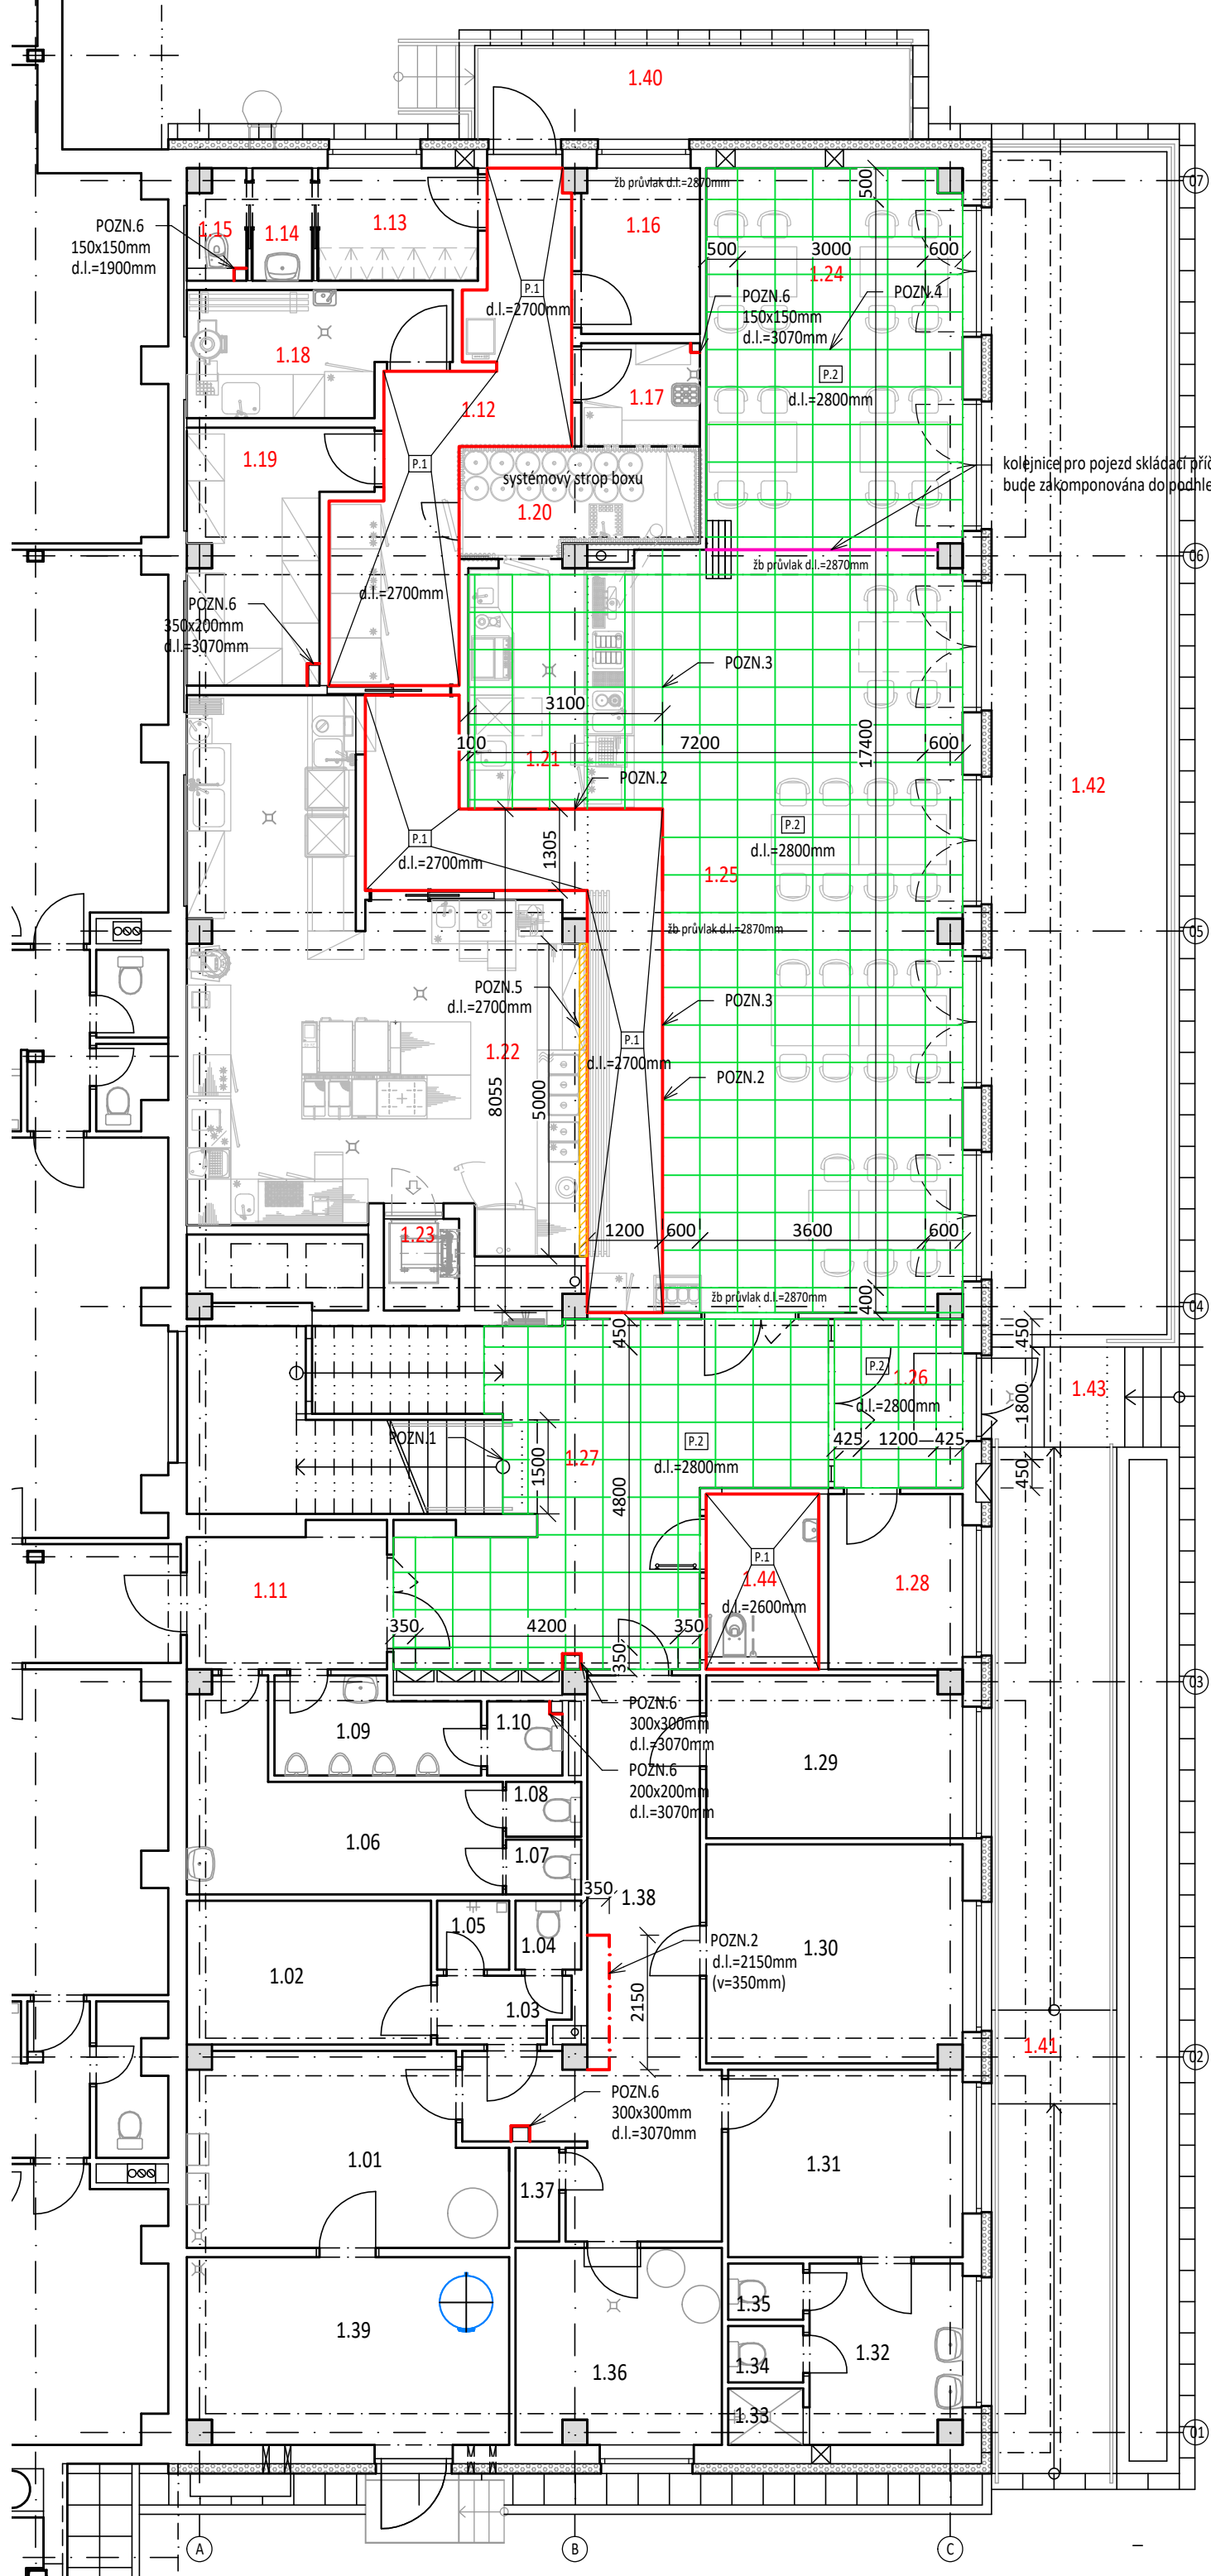 1.40
07
žb průvlak d.l.=2870mm
500
1.15
1.14
1.13
1.16
POZN.6
150x150mm
d.l.=1900mm
500
3000
600
1.24
P.1
d.l.=2700mm
POZN.6
150x150mm
d.l.=3070mm
POZN.4
1.18
P.2
d.l.=2800mm
1.17
1.12
1.19
P.1
kolejnice pro pojezd skládací příč
bude zakomponována do podhle
systémový strop boxu
1.20
06
žb průvlak d.l.=2870mm
d.l.=2700mm
POZN.6
350x200mm
d.l.=3070mm
POZN.3
3100
100
7200
17400
600
1.21
POZN.2
1.42
P.1
d.l.=2700mm
1305
P.2
d.l.=2800mm
1.25
žb průvlak d.l.=2870mm
05
POZN.5
d.l.=2700mm
POZN.3
1.22
P.1
d.l.=2700mm
POZN.2
8055
5000
1.23
1200
600
3600
600
žb průvlak d.l.=2870mm
400
04
450
450
P.2
1.26
d.l.=2800mm
1.43
1800
425
1200
425
POZN.1
1500
1.27
P.2
d.l.=2800mm
450
4800
P.1
1.44
d.l.=2600mm
1.28
1.11
350
4200
350
350
03
POZN.6
300x300mm
d.l.=3070mm
1.09
1.10
1.29
POZN.6
200x200mm
d.l.=3070mm
1.08
1.06
1.07
350
1.38
1.05
1.04
POZN.2
d.l.=2150mm
(v=350mm)
1.30
1.02
2150
1.03
1.41
02
POZN.6
300x300mm
d.l.=3070mm
1.01
1.31
1.37
1.35
1.39
1.32
1.36
1.34
1.33
01
A
B
C